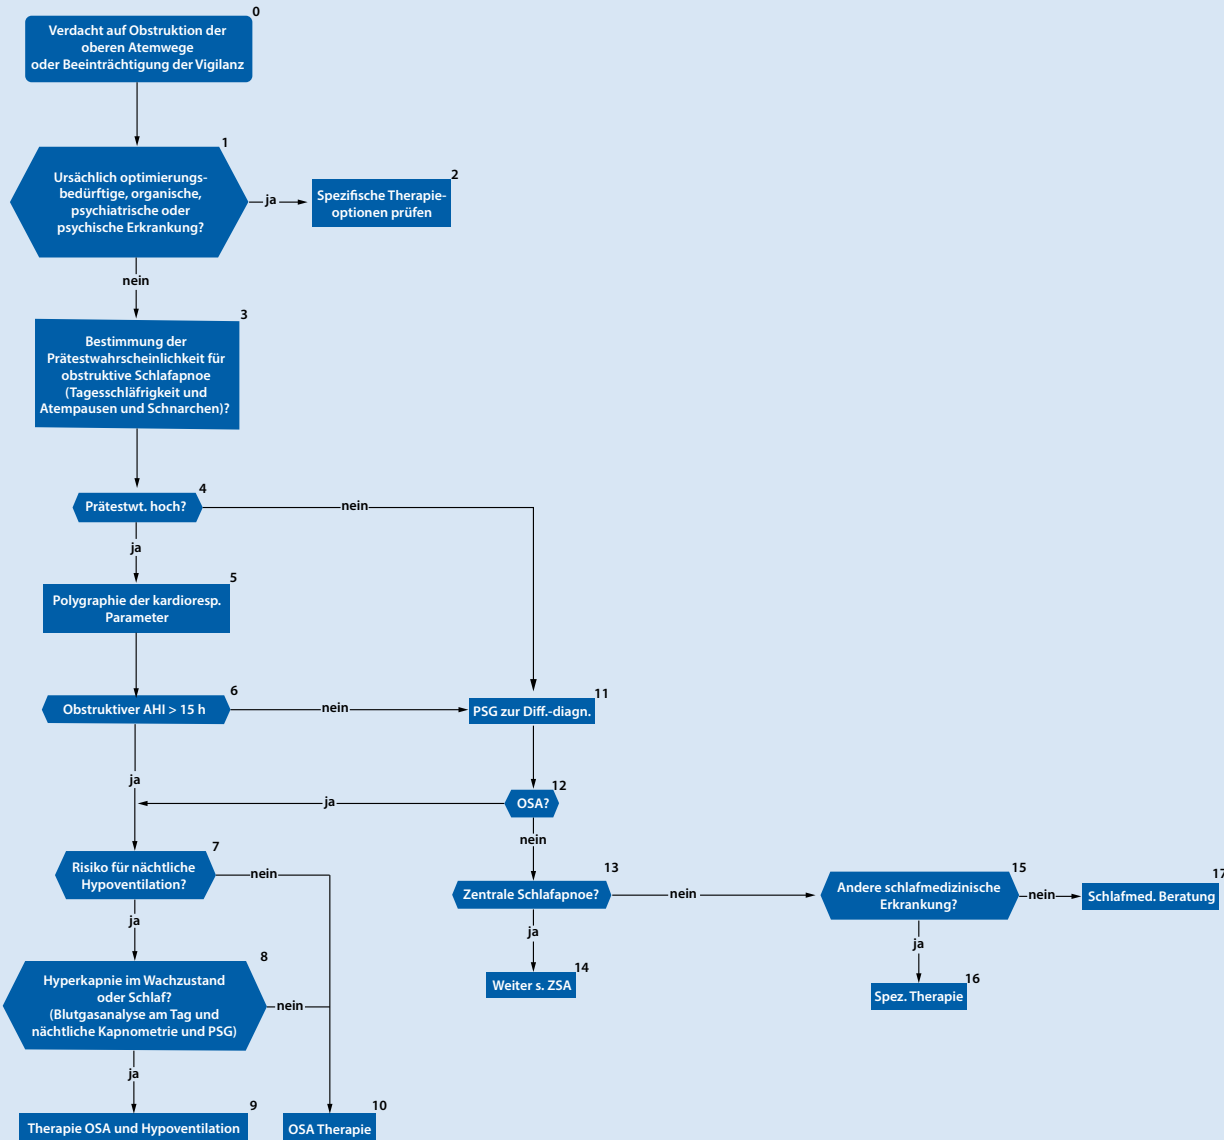 0
Verdacht auf Obstruktion der
oberen Atemwege
oder Beeinträchtigung der Vigilanz
1
Ursächlich optimierungs-
bedürftige, organische,
psychiatrische oder
psychische Erkrankung?
ja
2
Spezifische Therapie-
optionen prüfen
nein
3
Bestimmung der
Prätestwahrscheinlichkeit für
obstruktive Schlafapnoe
(Tagesschläfrigkeit und
Atempausen und Schnarchen)?
4
Prätestwt. hoch?
nein
ja
5
Polygraphie der kardioresp.
Parameter
6
Obstruktiver AHI > 15 h
nein
11
PSG zur Diff.-diagn.
ja
12
OSA?
ja
nein
7
Risiko für nächtliche
Hypoventilation?
nein
13
Zentrale Schlafapnoe?
nein
15
Andere schlafmedizinische
Erkrankung?
nein
17
Schlafmed. Beratung
ja
ja
ja
8
Hyperkapnie im Wachzustand
oder Schlaf?
(Blutgasanalyse am Tag und
nächtliche Kapnometrie und PSG)
nein
14
Weiter s. ZSA
16
Spez. Therapie
ja
9
Therapie OSA und Hypoventilation
10
OSA Therapie